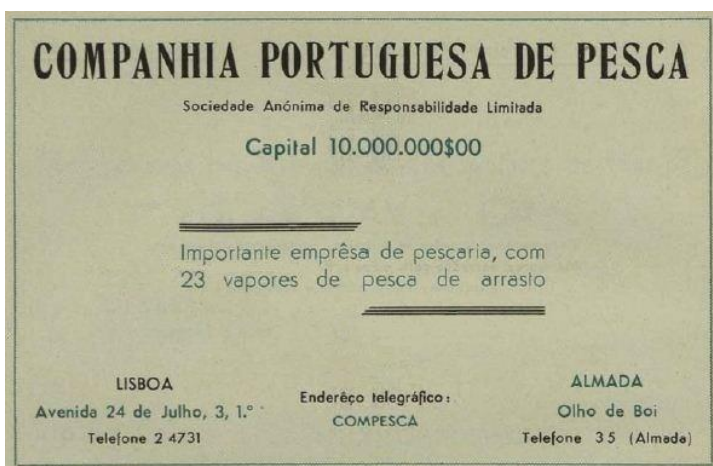 COMPANHIA PORTUGUESA DE PESCA
Sociedade Anónima de Responsabilidade Limitada
Capital 10.000.000$00
Importante emprêsa de pescaria, com
23 vapores de pesca de arrasto
LISBOA
Avenida 24 de Julho, 3, 1.°
Telefone 2 4731
Enderêço telegráfico:
COMPESCA
ALMADA
Olho de Boi
Telefone 35 (Almada)